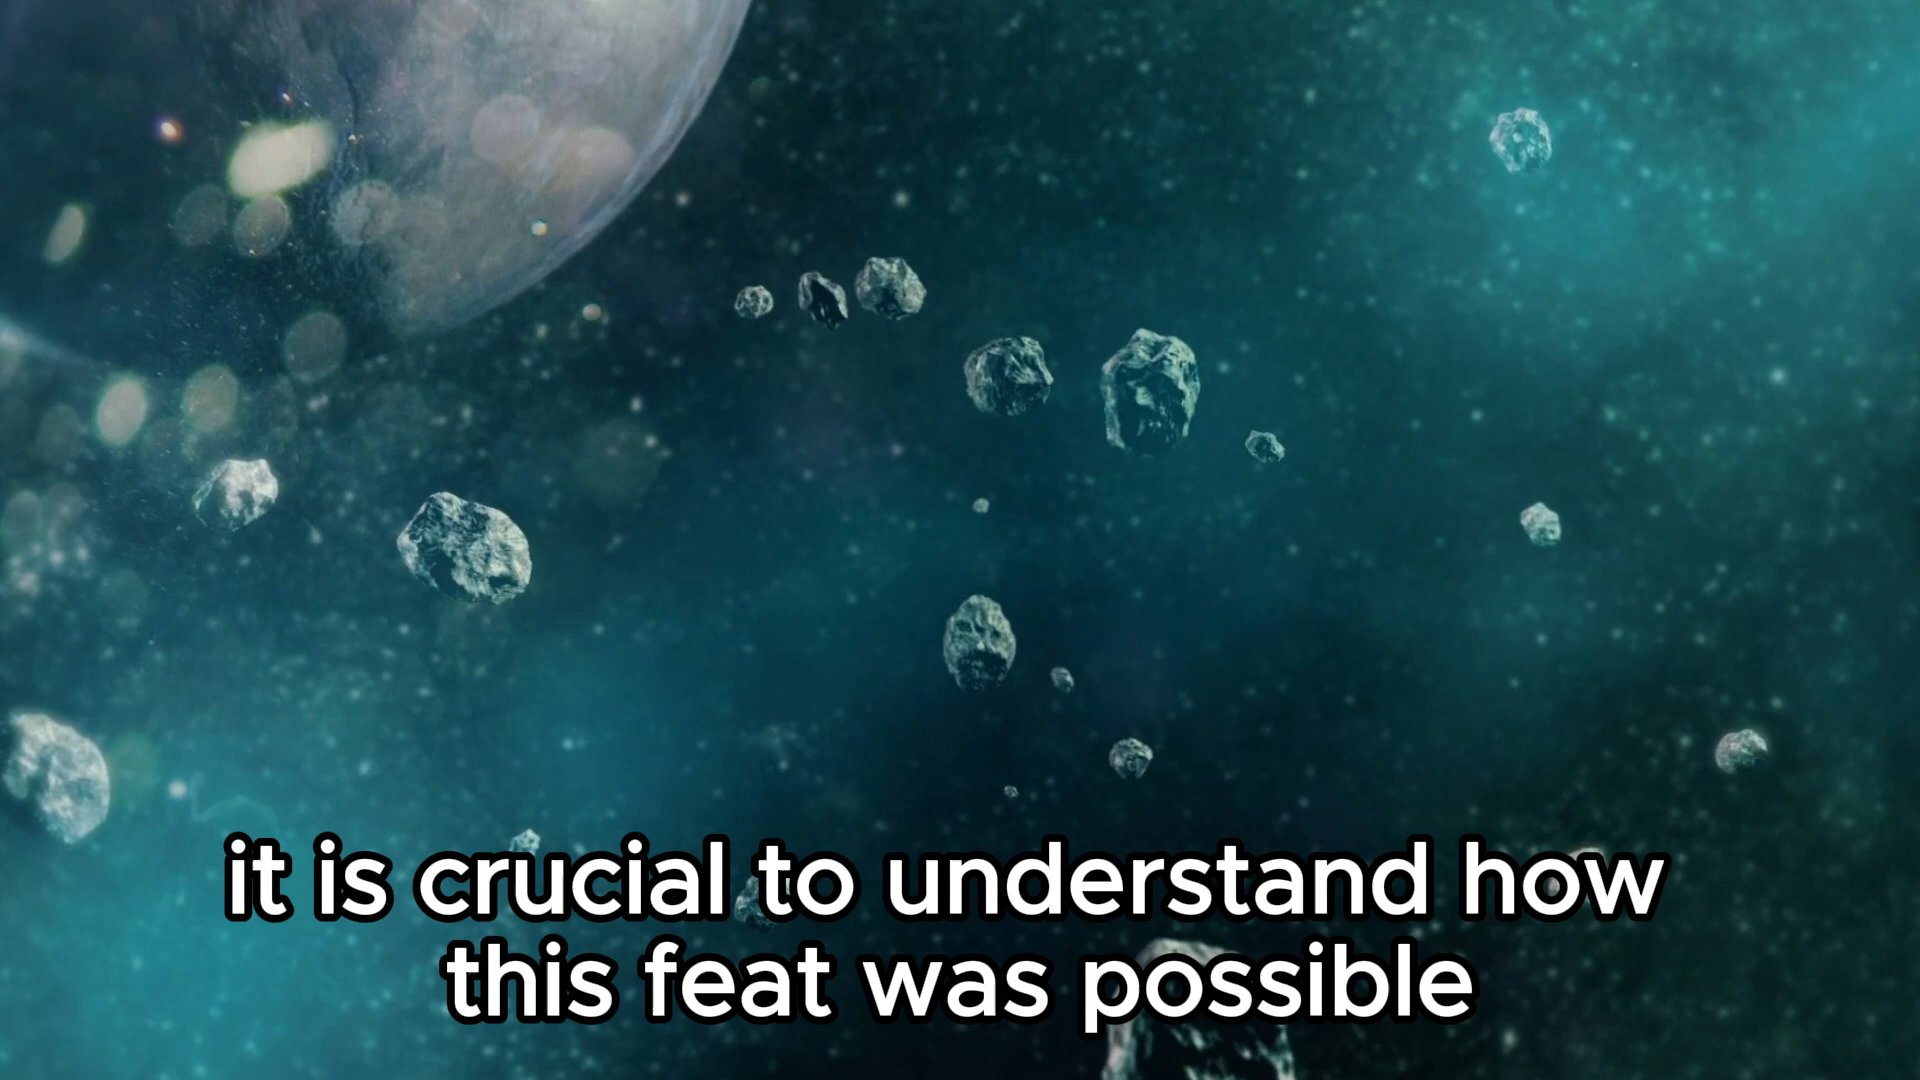 it is crucial to understand how
this feat was possible